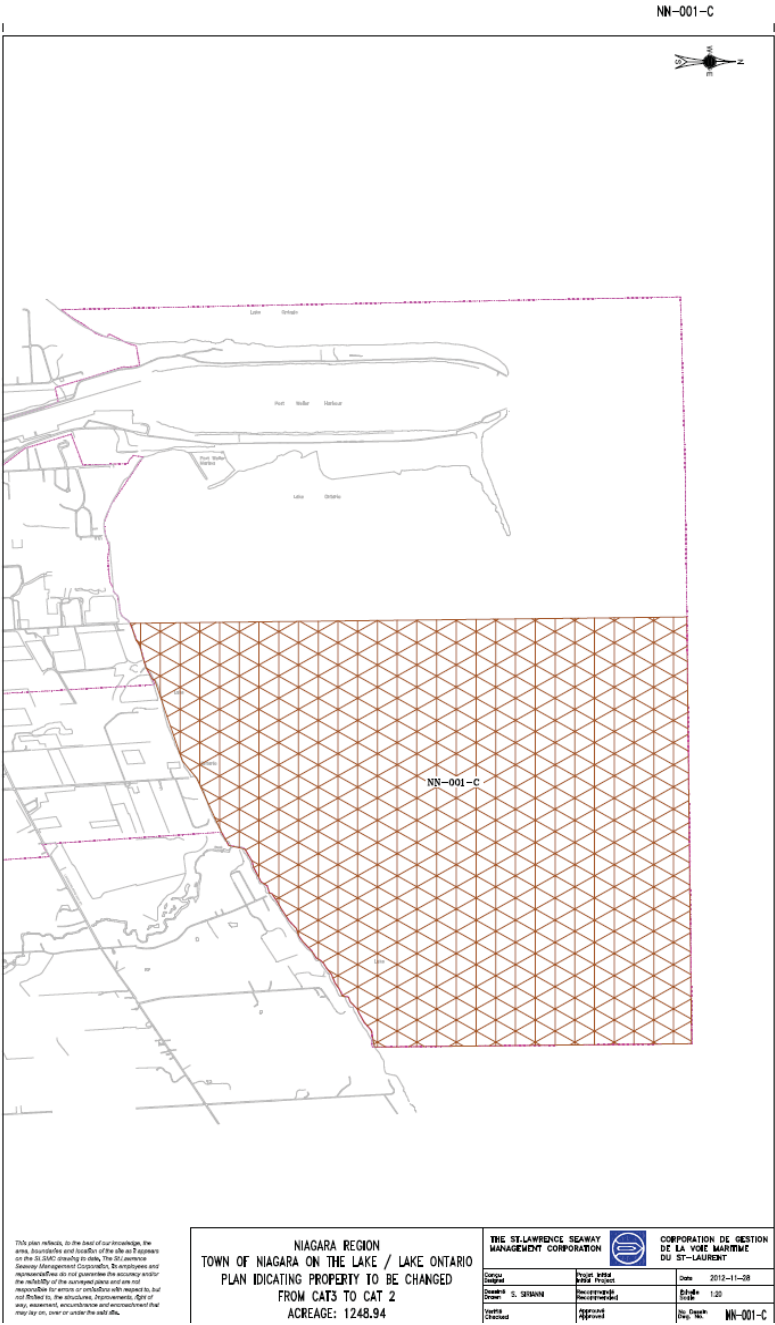 NN-001-C
W
S
N
E
Lake Ontario
Port Weller Harbour
Port Weller
Marina
Lake Ontario
Lake
NN-001-C
Lake
This plan reflects, to the best of our knowledge, the
area, boundaries and location of the site as it appears
on the SLSMC drawing to date, The St.Lawrence
Seaway Management Corporation, its employees and
representatives do not guarantee the accuracy and/or
the reliability of the surveyed plans and are not
responsible for errors or omissions with respect to, but
not limited to, the structures, improvements, right of
way, easement, encumbrance and encroachment that
may lay on, over or under the said site.
NIAGARA REGION
TOWN OF NIAGARA ON THE LAKE / LAKE ONTARIO
PLAN IDICATING PROPERTY TO BE CHANGED
FROM CAT3 TO CAT 2
ACREAGE: 1248.94
THE ST.LAWRENCE SEAWAY
MANAGEMENT CORPORATION
CORPORATION DE GESTION
DE LA VOIE MARITIME
DU ST-LAURENT
Conçu
Designed
Projet Initial
Initial Project
Date 2012-11-28
Dessiné
Drawn S. SIRIANNI
Recommandé
Recommended
Échelle
Scale 1:20
Vérifié
Checked
Approuvé
Approved
No. Dessin
Dwg. No. NN-001-C